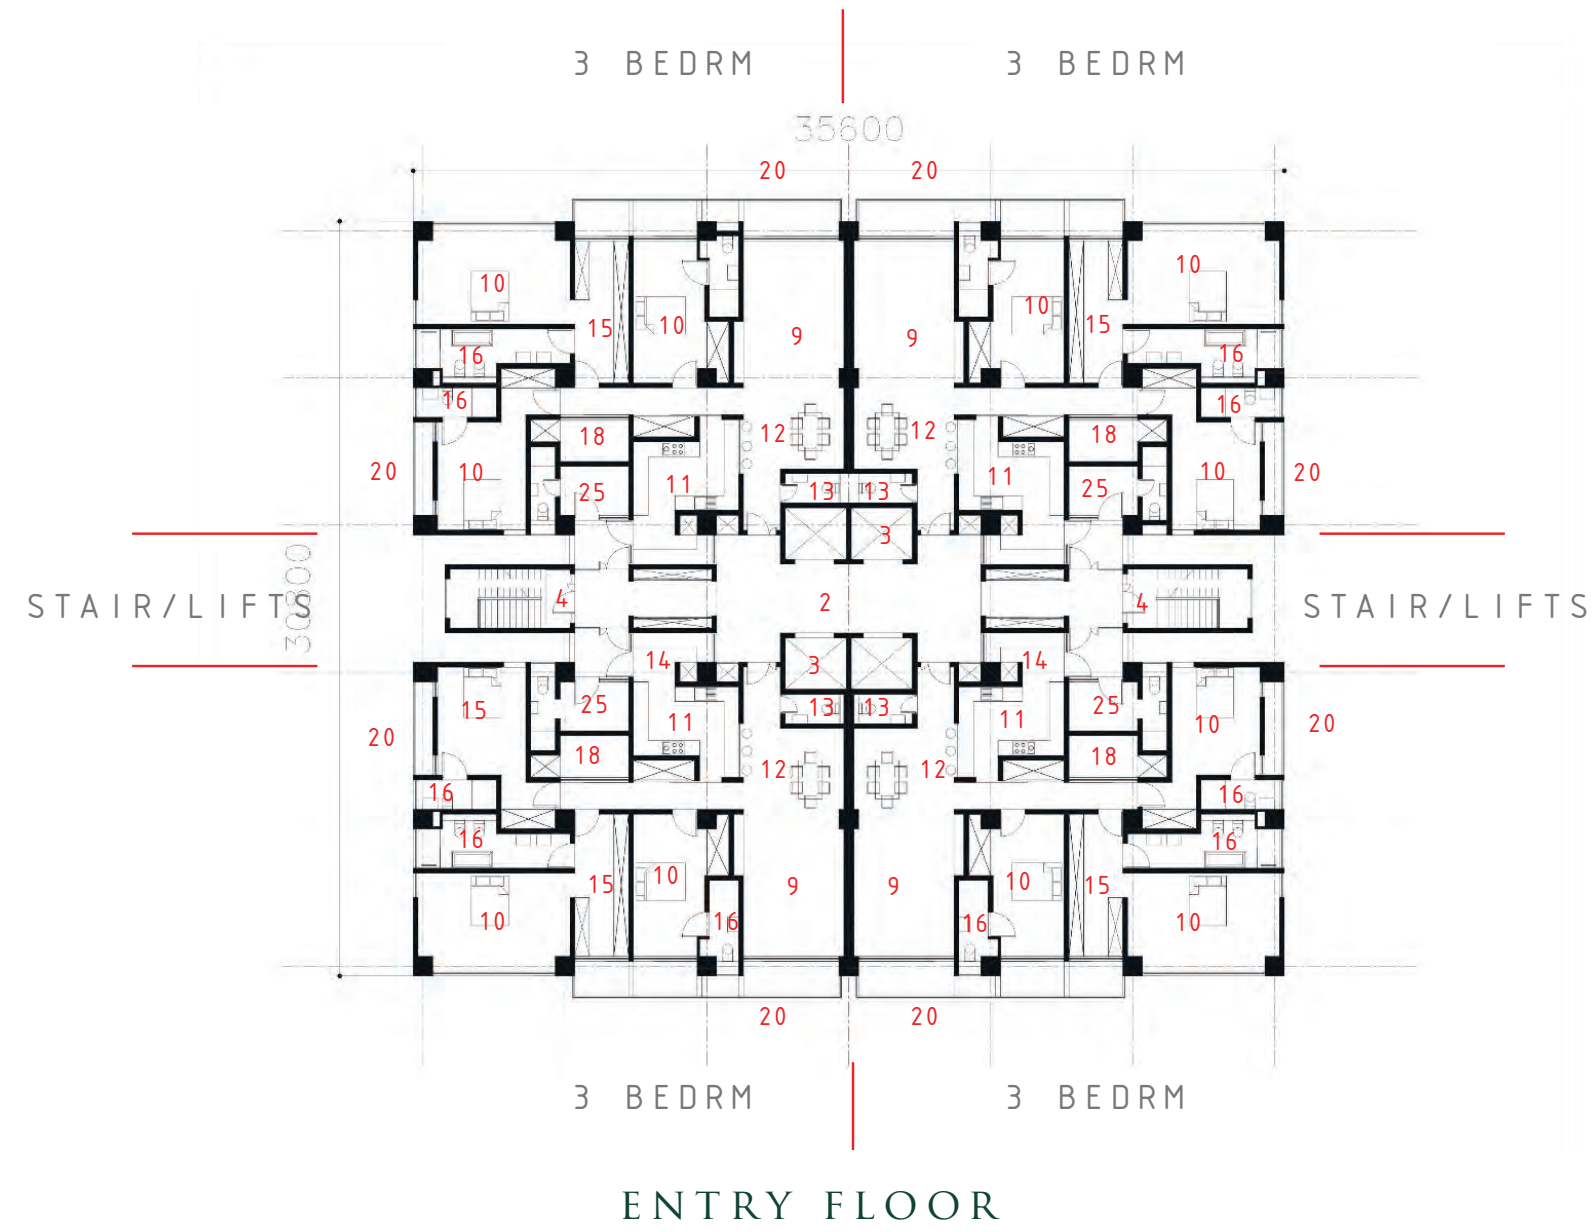 3 BEDRM 3 BEDRM
35600
20 20
10 15 10 9 9 10 15 10
16 16
16 12 12 16
18 18
20 10 25 11 13 13 11 25 10 20
3
30800
STAIR/LIFTS 4 2 4 STAIR/LIFTS
14 3 14
20 15 25 11 13 13 11 25 10 20
18 12 12 18
16 16
16 16
15 10 9 9 10 15
10 16 16 10
20 20
3 BEDRM 3 BEDRM
ENTRY FLOOR